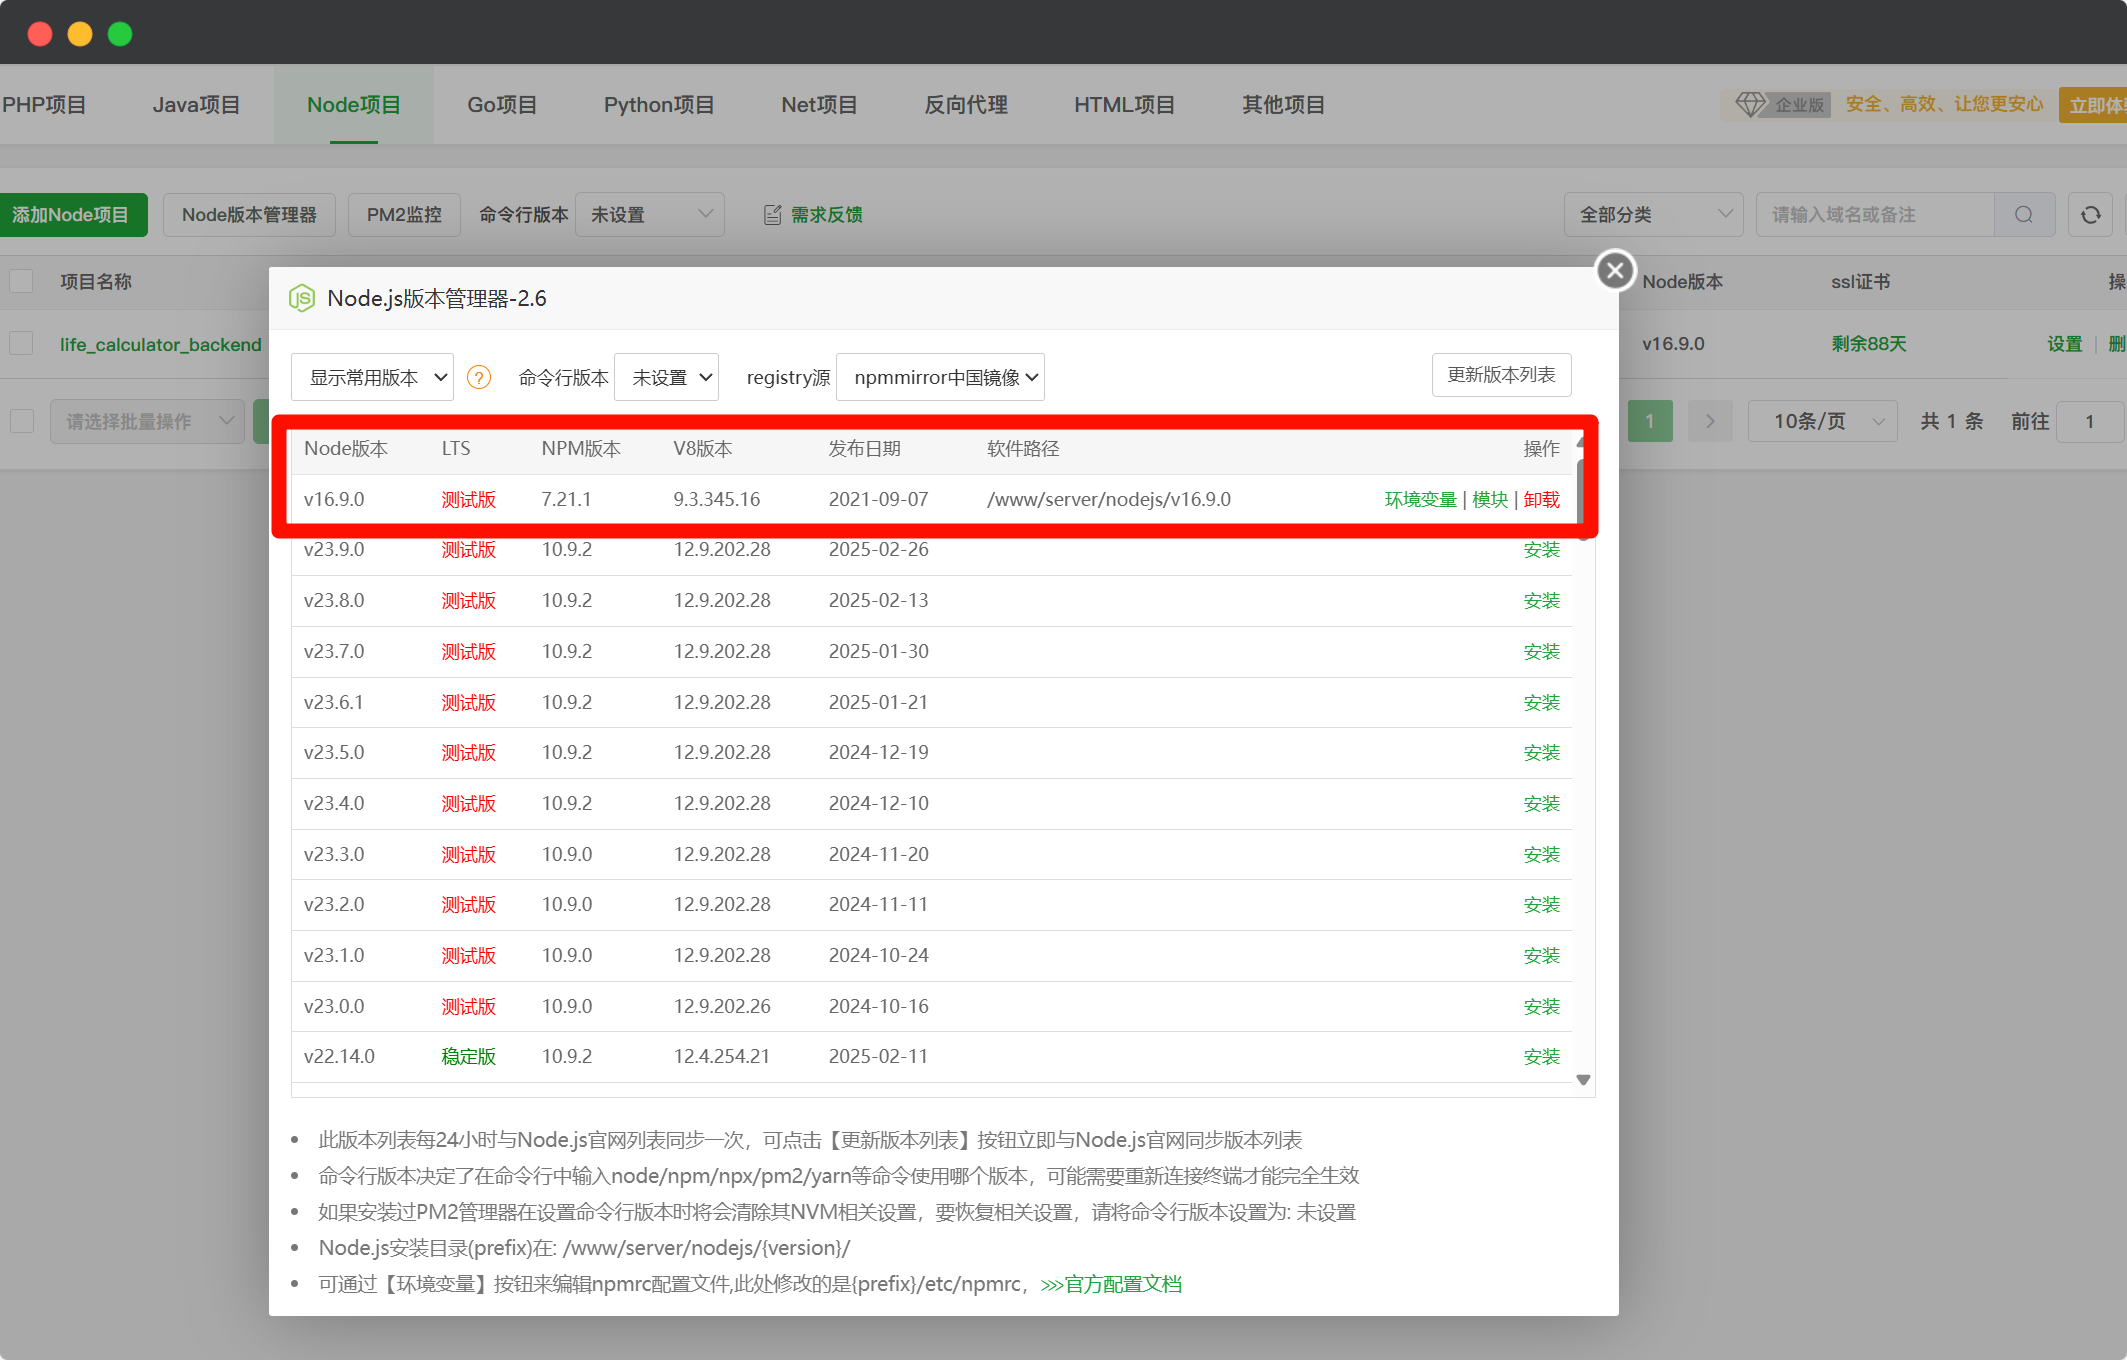 PHP项目 Java项目 Node项目 Go项目 Python项目 Net项目 反向代理 HTML项目 其他项目 企业版 安全、高效、让您更安心 立即体
添加Node项目 Node版本管理器 PM2监控 命令行版本 未设置 需求反馈 全部分类 请输入域名或备注
项目名称 Node版本 ssl证书 操
life_calculator_backend v16.9.0 剩余88天 设置 | 删
请选择批量操作 1 10条/页 共 1 条 前往 1
Node.js版本管理器-2.6
显示常用版本 ? 命令行版本 未设置 registry源 npmmirror中国镜像 更新版本列表
Node版本 LTS NPM版本 V8版本 发布日期 软件路径 操作
v16.9.0 测试版 7.21.1 9.3.345.16 2021-09-07 /www/server/nodejs/v16.9.0 环境变量 | 模块 | 卸载
v23.9.0 测试版 10.9.2 12.9.202.28 2025-02-26 安装
v23.8.0 测试版 10.9.2 12.9.202.28 2025-02-13 安装
v23.7.0 测试版 10.9.2 12.9.202.28 2025-01-30 安装
v23.6.1 测试版 10.9.2 12.9.202.28 2025-01-21 安装
v23.5.0 测试版 10.9.2 12.9.202.28 2024-12-19 安装
v23.4.0 测试版 10.9.2 12.9.202.28 2024-12-10 安装
v23.3.0 测试版 10.9.0 12.9.202.28 2024-11-20 安装
v23.2.0 测试版 10.9.0 12.9.202.28 2024-11-11 安装
v23.1.0 测试版 10.9.0 12.9.202.28 2024-10-24 安装
v23.0.0 测试版 10.9.0 12.9.202.26 2024-10-16 安装
v22.14.0 稳定版 10.9.2 12.4.254.21 2025-02-11 安装
• 此版本列表每24小时与Node.js官网列表同步一次，可点击【更新版本列表】按钮立即与Node.js官网同步版本列表
• 命令行版本决定了在命令行中输入node/npm/npx/pm2/yarn等命令使用哪个版本，可能需要重新连接终端才能完全生效
• 如果安装过PM2管理器在设置命令行版本时将会清除其NVM相关设置，要恢复相关设置，请将命令行版本设置为: 未设置
• Node.js安装目录(prefix)在: /www/server/nodejs/{version}/
• 可通过【环境变量】按钮来编辑npmrc配置文件,此处修改的是{prefix}/etc/npmrc，>>>官方配置文档